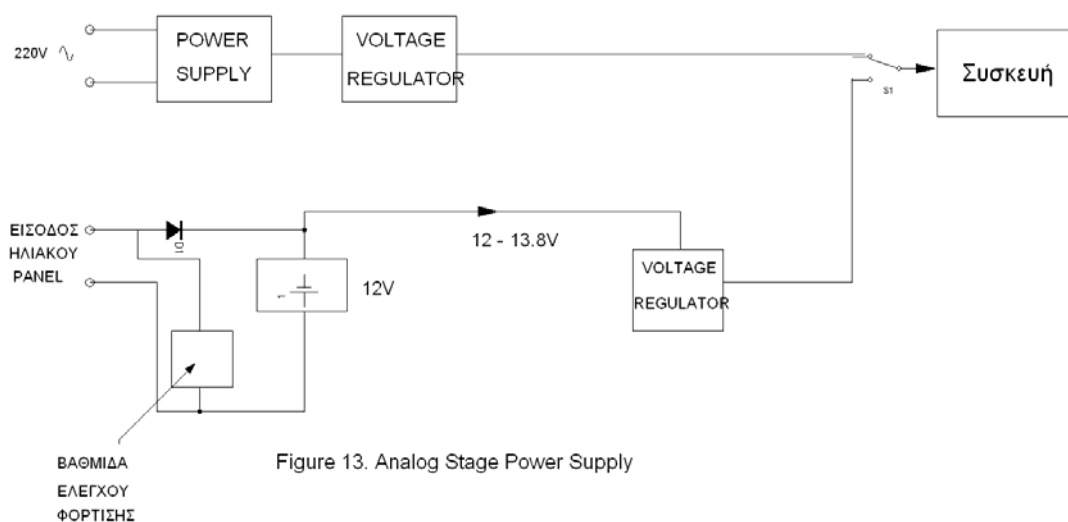 220V
POWER
SUPPLY
VOLTAGE
REGULATOR
S1
Συσκευή
ΕΙΣΟΔΟΣ
ΗΛΙΑΚΟΥ
PANEL
D1
12 - 13.8V
1
12V
VOLTAGE
REGULATOR
ΒΑΘΜΙΔΑ
ΕΛΕΓΧΟΥ
ΦΟΡΤΙΣΗΣ
Figure 13. Analog Stage Power Supply